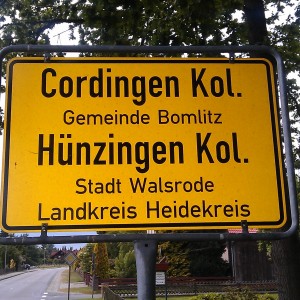 Cordingen Kol.
Gemeinde Bomlitz
Hünzingen Kol.
Stadt Walsrode
Landkreis Heidekreis